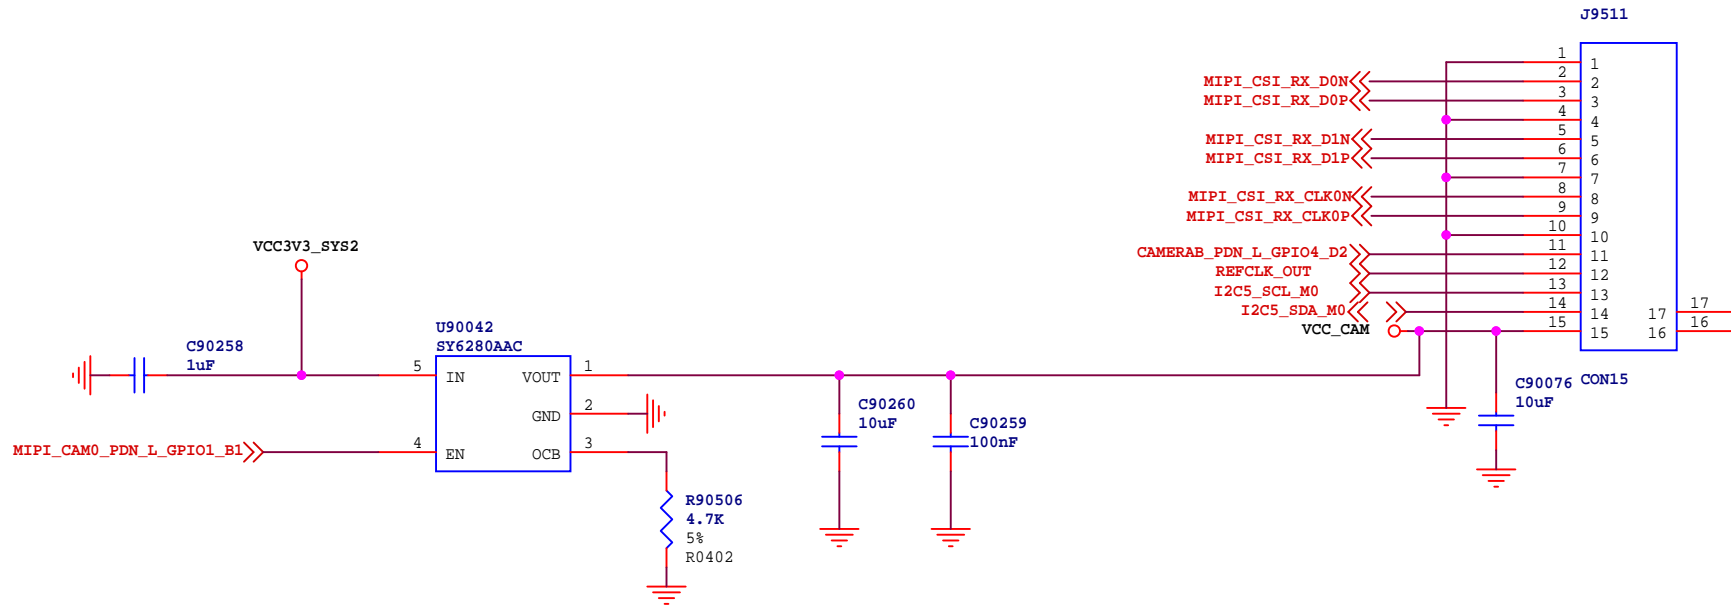 J9511
1
1
2
MIPI_CSI_RX_D0N
2
3
MIPI_CSI_RX_D0P
3
4
4
5
MIPI_CSI_RX_D1N
5
6
MIPI_CSI_RX_D1P
6
7
7
8
MIPI_CSI_RX_CLK0N
8
9
MIPI_CSI_RX_CLK0P
9
10
10
11
CAMERAB_PDN_L_GPIO4_D2
11
12
REFCLK_OUT
12
13
I2C5_SCL_M0
13
14
I2C5_SDA_M0
14
17
17
15
VCC_CAM
15
16
16
CON15
C90076
10uF
VCC3V3_SYS2
U90042
SY6280AAC
C90258
1uF
5
IN
VOUT
1
GND
2
MIPI_CAM0_PDN_L_GPIO1_B1
4
EN
OCB
3
C90260
10uF
C90259
100nF
R90506
4.7K
5%
R0402